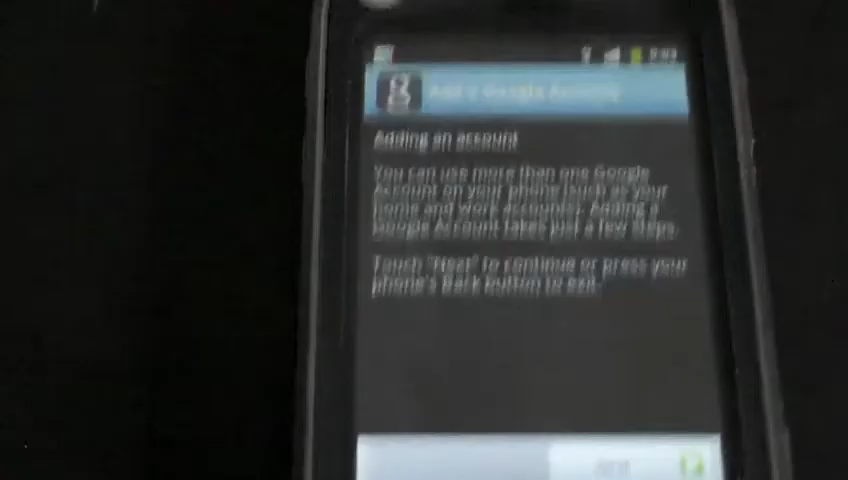 Add a Google Account
Adding an account
You can use more than one Google
Account on your phone (such as your
home and work accounts). Adding a
Google Account takes just a few steps.
Touch "Next" to continue or press your
phone's Back button to exit.